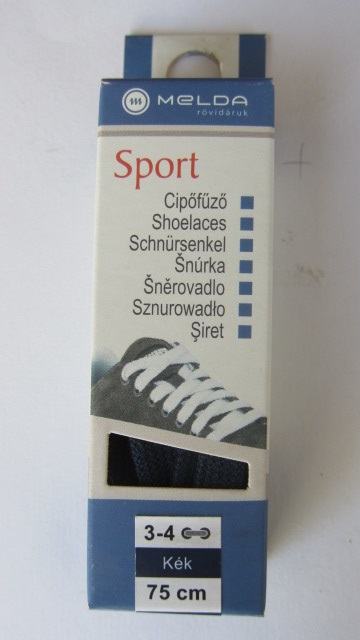 MELDA
rövidáruk
Sport
Cipőfűző
Shoelaces
Schnürsenkel
Šnúrka
Šněrovadlo
Sznurowadło
Şiret
3-4
Kék
75 cm